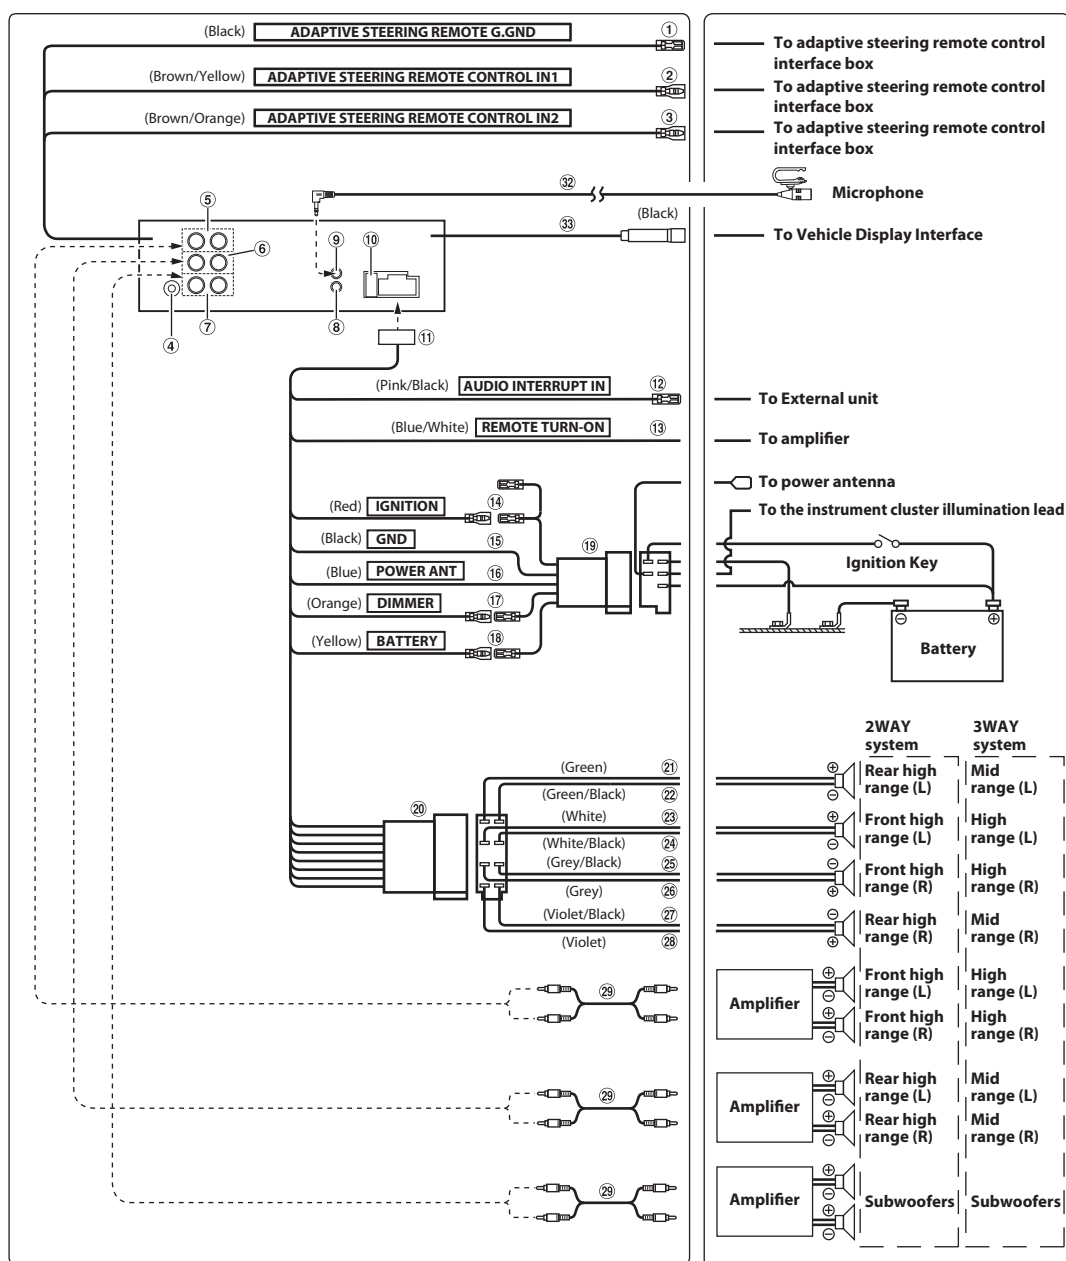 (Black) ADAPTIVE STEERING REMOTE G.GND ①
To adaptive steering remote control
interface box
(Brown/Yellow) ADAPTIVE STEERING REMOTE CONTROL IN1 ②
To adaptive steering remote control
interface box
(Brown/Orange) ADAPTIVE STEERING REMOTE CONTROL IN2 ③
To adaptive steering remote control
interface box
㉜
Microphone
(Black)
㉝
To Vehicle Display Interface
⑤
⑥
⑨ ⑩
④ ⑦ ⑧ ⑪
(Pink/Black) AUDIO INTERRUPT IN ⑫
To External unit
(Blue/White) REMOTE TURN-ON ⑬
To amplifier
To power antenna
(Red) IGNITION ⑭
To the instrument cluster illumination lead
(Black) GND ⑮
⑲
Ignition Key
(Blue) POWER ANT ⑯
(Orange) DIMMER ⑰
(Yellow) BATTERY ⑱
⊖ ⊕
Battery
2WAY
system
3WAY
system
(Green) ㉑
⊕
⊖
Rear high
range (L)
Mid
range (L)
(Green/Black) ㉒
⑳
(White) ㉓
⊕
⊖
Front high
range (L)
High
range (L)
(White/Black) ㉔
(Grey/Black) ㉕
⊖
⊕
Front high
range (R)
High
range (R)
(Grey) ㉖
(Violet/Black) ㉗
⊖
⊕
Rear high
range (R)
Mid
range (R)
(Violet) ㉘
㉙
Amplifier
⊕
⊖
Front high
range (L)
High
range (L)
⊕
⊖
Front high
range (R)
High
range (R)
㉙
Amplifier
⊕
⊖
Rear high
range (L)
Mid
range (L)
⊕
⊖
Rear high
range (R)
Mid
range (R)
㉙
Amplifier
⊕
⊖
⊕
⊖
Subwoofers
Subwoofers